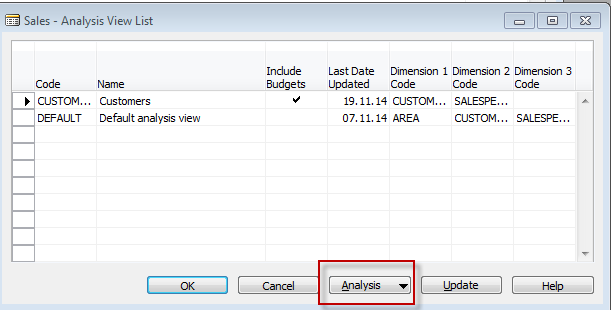 Sales - Analysis View List
Include Last Date Dimension 1 Dimension 2 Dimension 3
Code Name Budgets Updated Code Code Code
CUSTOM... Customers ✔ 19.11.14 CUSTOM... SALESPE...
DEFAULT Default analysis view 07.11.14 AREA CUSTOM... SALESPE...
OK Cancel Analysis Update Help